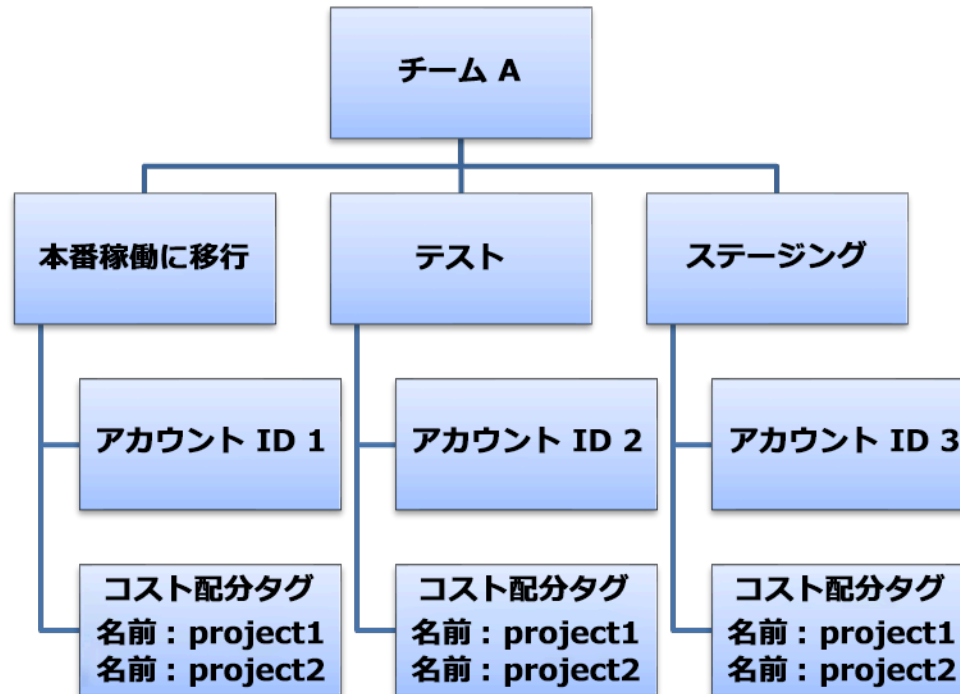 チーム A
本番稼働に移行
テスト
ステージング
アカウント ID 1
アカウント ID 2
アカウント ID 3
コスト配分タグ
名前：project1
名前：project2
コスト配分タグ
名前：project1
名前：project2
コスト配分タグ
名前：project1
名前：project2